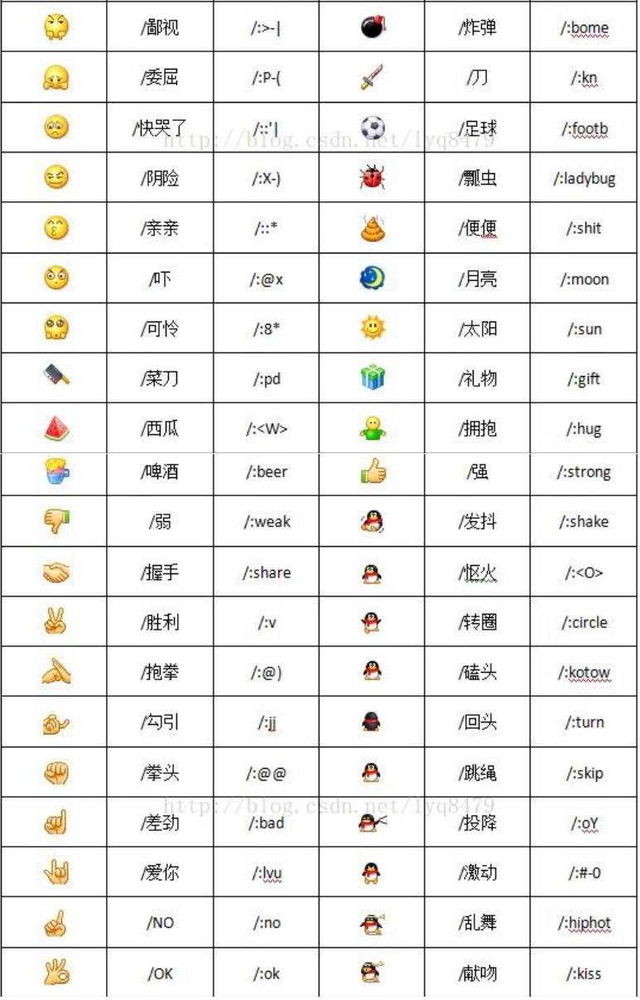 /鄙视 /:>-| /炸弹 /:bome
/委屈 /:P-( /刀 /:kn
/快哭了 /::'| /足球 /:footb
http://blog.csdn.net/lyq8479
/阴险 /:X-) /瓢虫 /:ladybug
/亲亲 /::* /便便 /:shit
/吓 /:@x /月亮 /:moon
/可怜 /:8* /太阳 /:sun
/菜刀 /:pd /礼物 /:gift
/西瓜 /:<W> /拥抱 /:hug
/啤酒 /:beer /强 /:strong
/弱 /:weak /发抖 /:shake
/握手 /:share /怄火 /:<O>
/胜利 /:v /转圈 /:circle
/抱拳 /:@) /磕头 /:kotow
/勾引 /:jj /回头 /:turn
/拳头 /:@@ /跳绳 /:skip
http://blog.csdn.net/lyq8479
/差劲 /:bad /投降 /:oY
/爱你 /:lvu /激动 /:#-0
/NO /:no /乱舞 /:hiphot
/OK /:ok /献吻 /:kiss